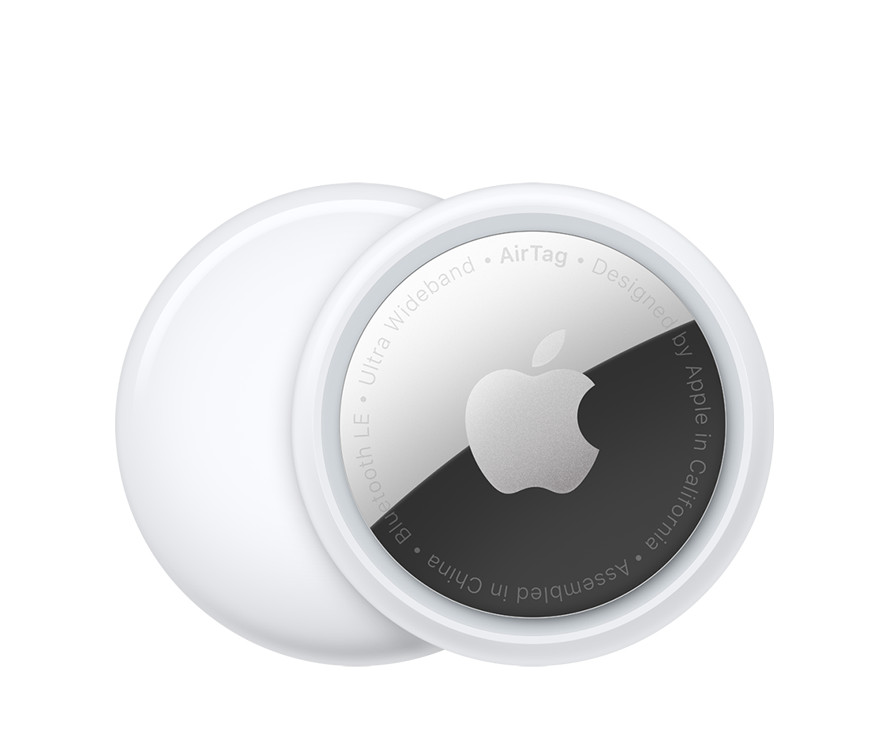 AirTag • Designed by Apple in California • Assembled in China • Bluetooth LE • Ultra Wideband •